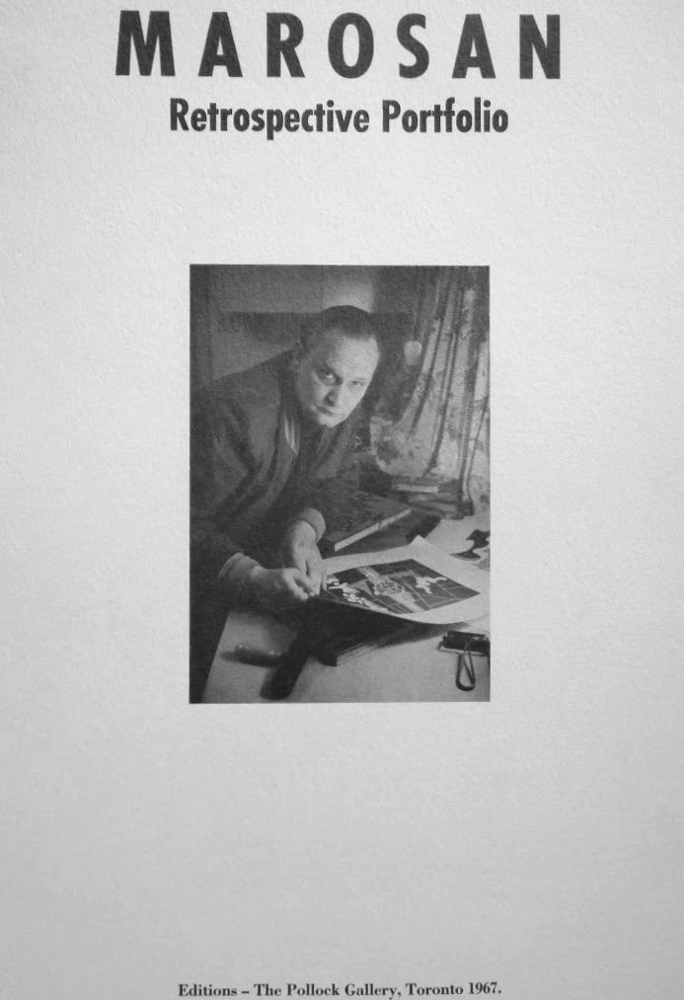 MAROSAN
Retrospective Portfolio
Editions – The Pollock Gallery, Toronto 1967.